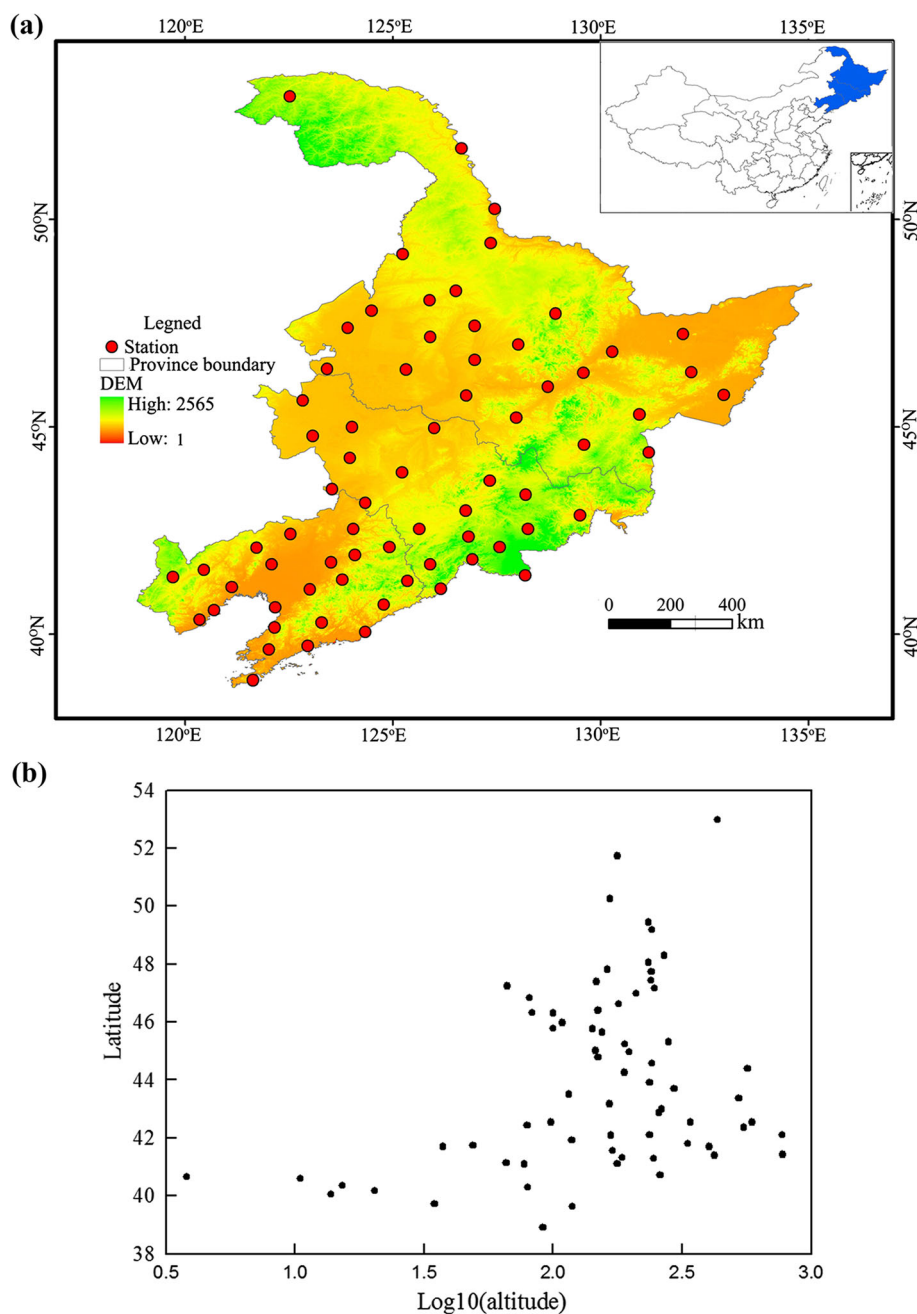 (a)
120°E 125°E 130°E 135°E
50°N 50°N
Legned
Station
Province boundary
DEM
High: 2565
Low: 1
45°N 45°N
40°N 40°N
0 200 400
km
120°E 125°E 130°E 135°E
(b)
54
52
50
48
46
44
42
40
38
Latitude
0.5 1.0 1.5 2.0 2.5 3.0
Log10(altitude)